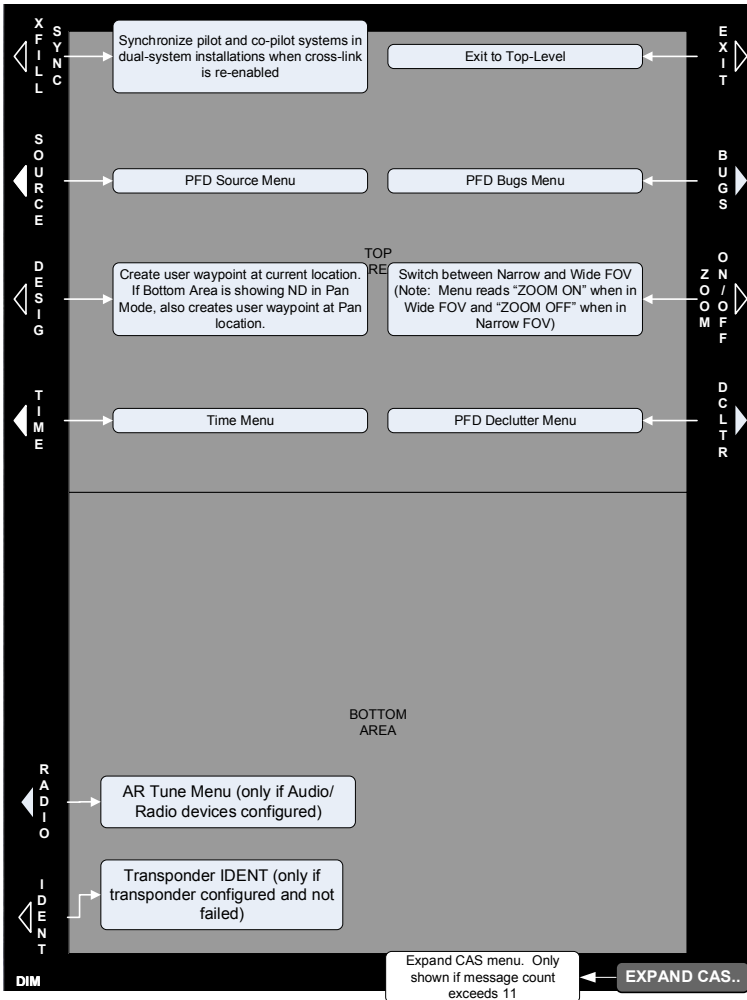 XFILL SYNC
Synchronize pilot and co-pilot systems in
dual-system installations when cross-link
is re-enabled
Exit to Top-Level
EXIT
SOURCE
PFD Source Menu
PFD Bugs Menu
BUGS
TOP
AREA
DESIG
Create user waypoint at current location.
If Bottom Area is showing ND in Pan
Mode, also creates user waypoint at Pan
location.
Switch between Narrow and Wide FOV
(Note: Menu reads "ZOOM ON" when in
Wide FOV and "ZOOM OFF" when in
Narrow FOV)
ZOOM ON/OFF
TIME
Time Menu
PFD Declutter Menu
DCLTR
BOTTOM
AREA
RADIO
AR Tune Menu (only if Audio/
Radio devices configured)
IDENT
Transponder IDENT (only if
transponder configured and not
failed)
DIM
Expand CAS menu. Only
shown if message count
exceeds 11
EXPAND CAS..